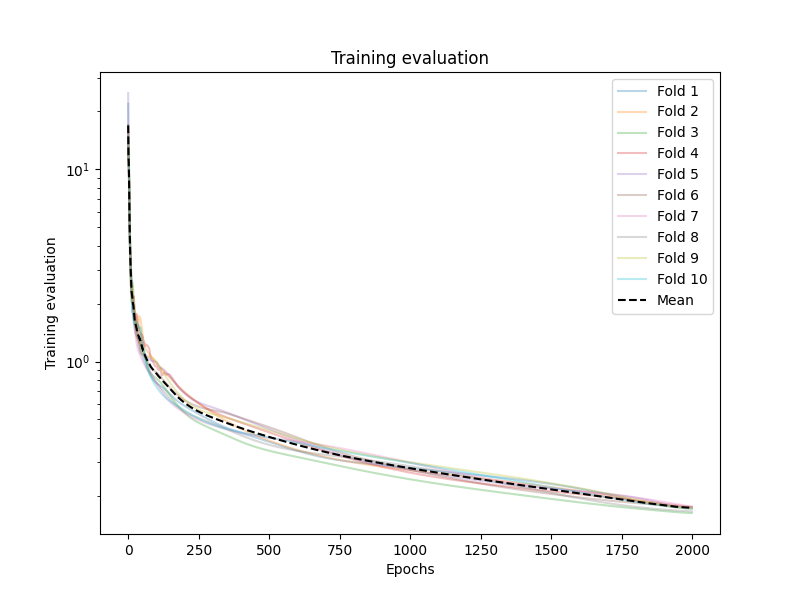 Training evaluation
Training evaluation
10¹
10⁰
0 250 500 750 1000 1250 1500 1750 2000
Epochs
Fold 1
Fold 2
Fold 3
Fold 4
Fold 5
Fold 6
Fold 7
Fold 8
Fold 9
Fold 10
Mean